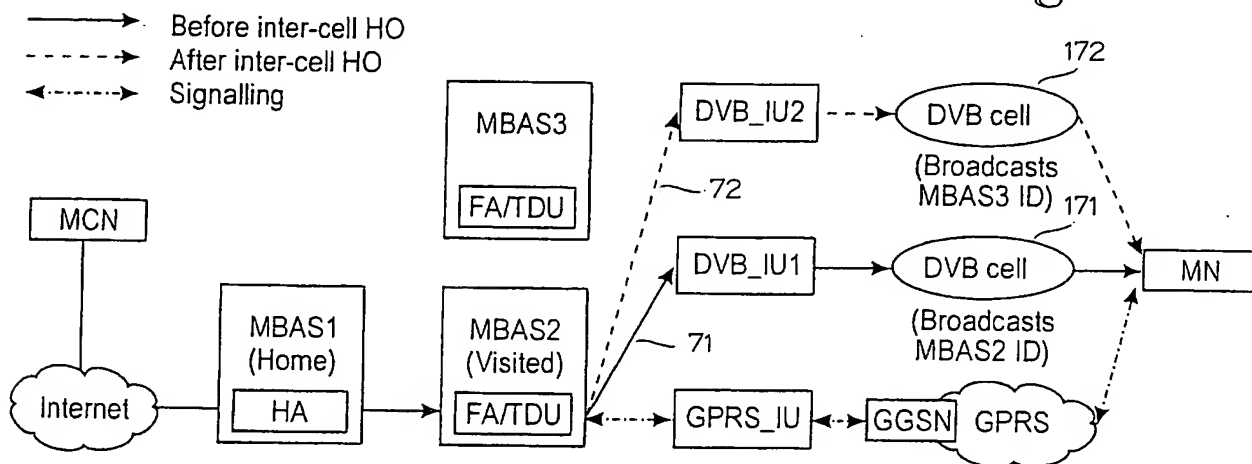 Before inter-cell HO
After inter-cell HO
Signalling
MCN
Internet
MBAS1
(Home)
HA
MBAS3
FA/TDU
MBAS2
(Visited)
FA/TDU
72
71
DVB_IU2
DVB_IU1
GPRS_IU
172
DVB cell
(Broadcasts
MBAS3 ID)
171
DVB cell
(Broadcasts
MBAS2 ID)
GGSN
GPRS
MN